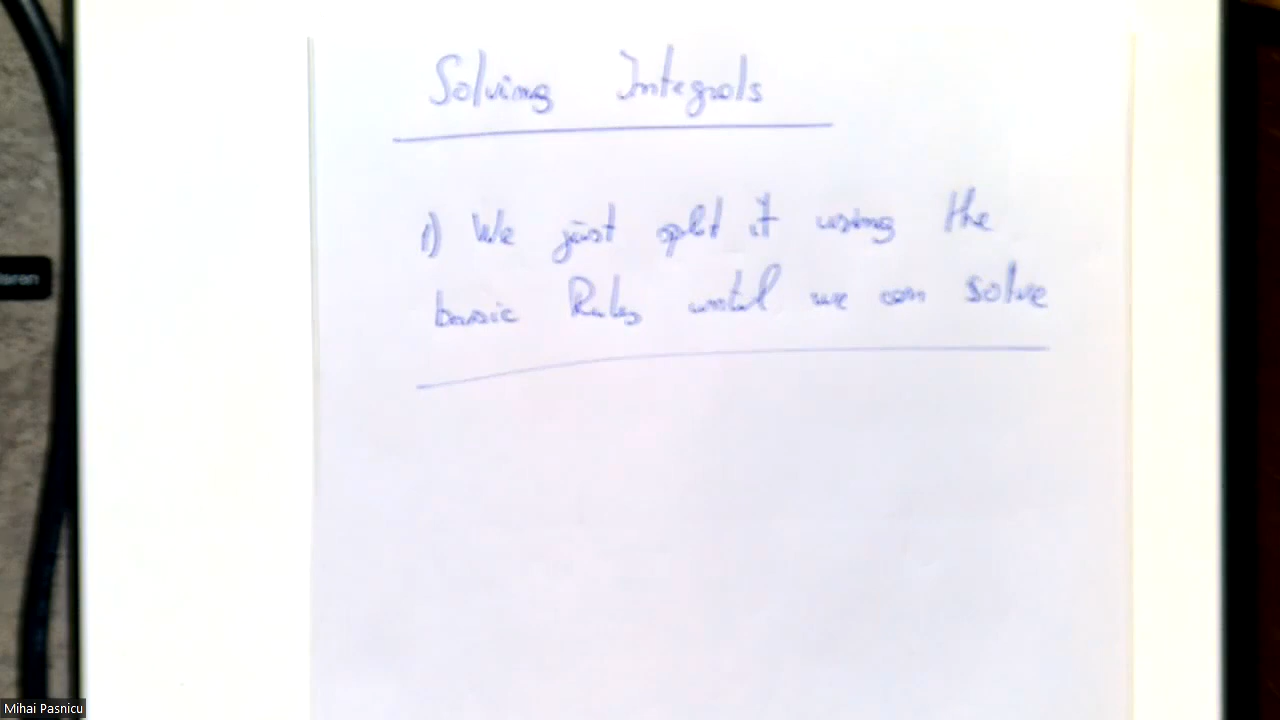 Solving Integrals
1) We just split it using the
basic Rules until we can solve
Mihai Pasnicu